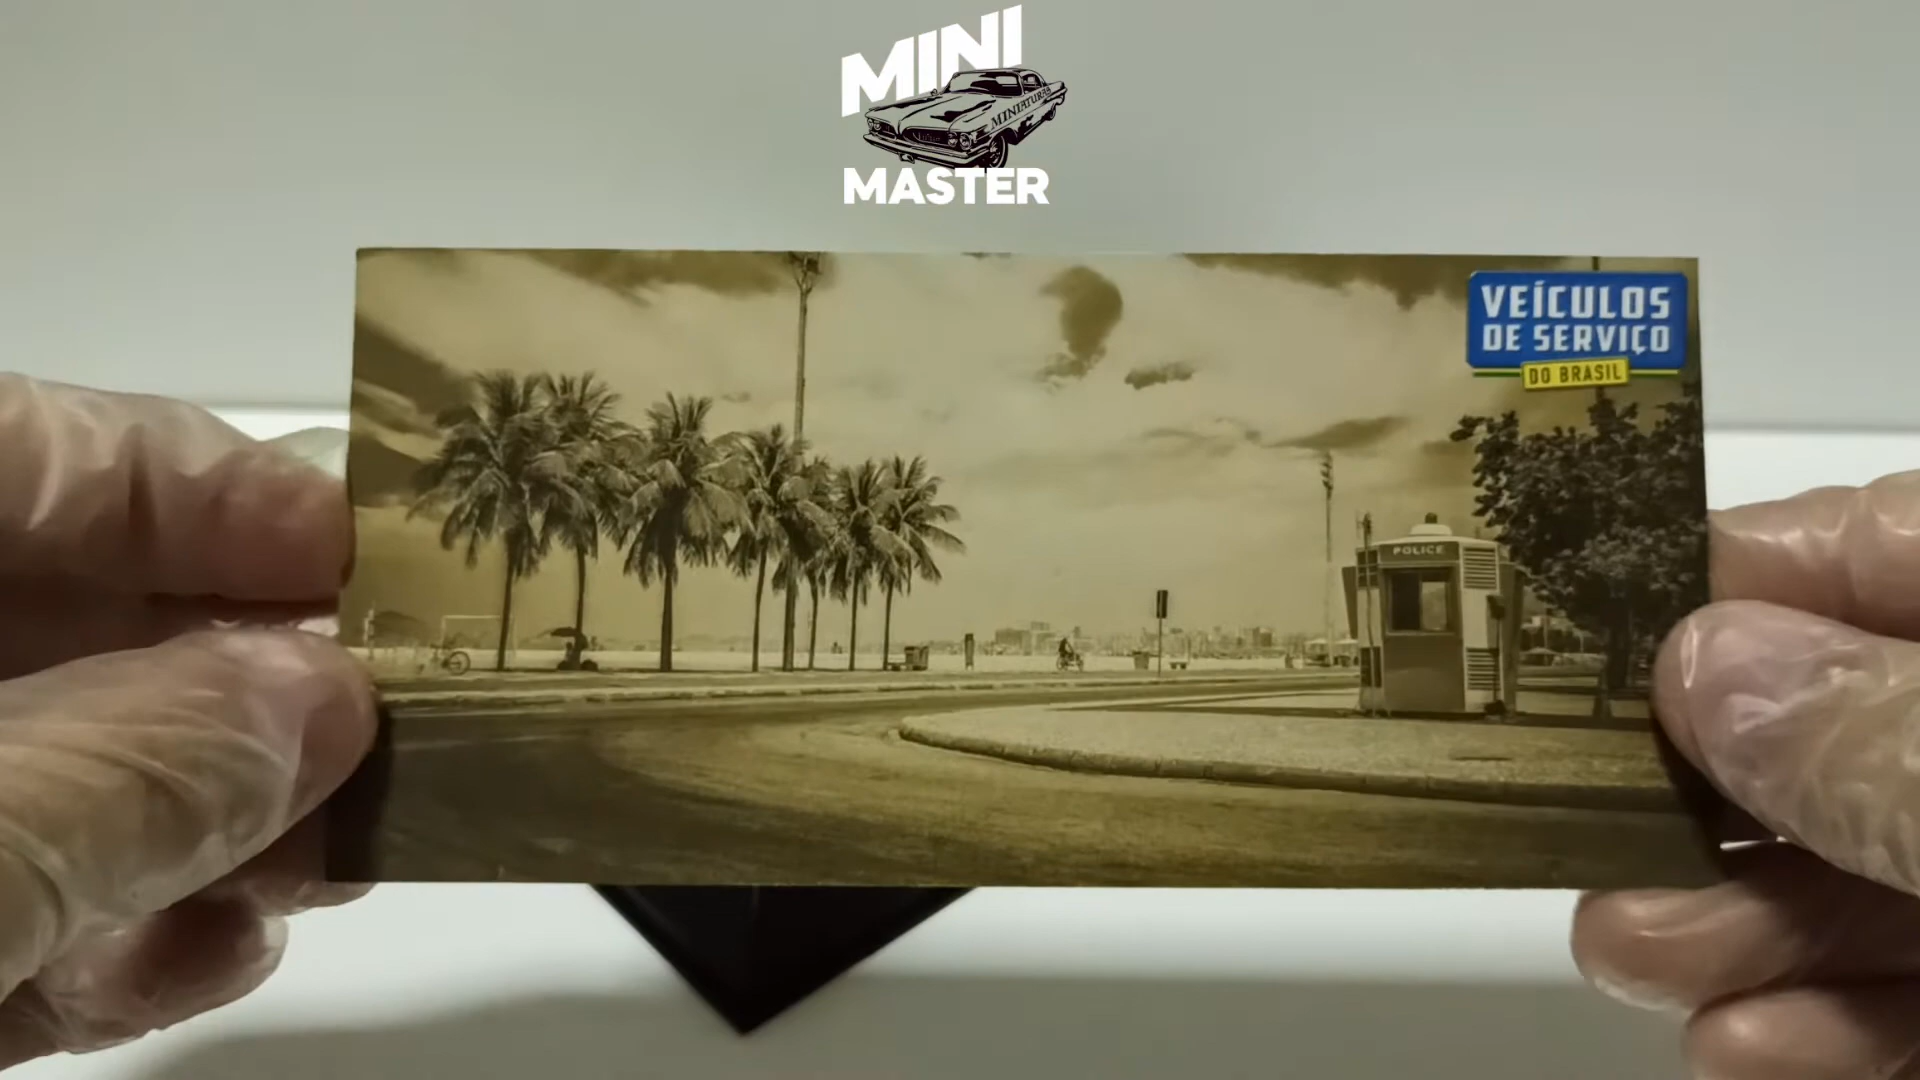 MINI
MINIATURAS
MASTER
VEÍCULOS
DE SERVIÇO
DO BRASIL
POLICE